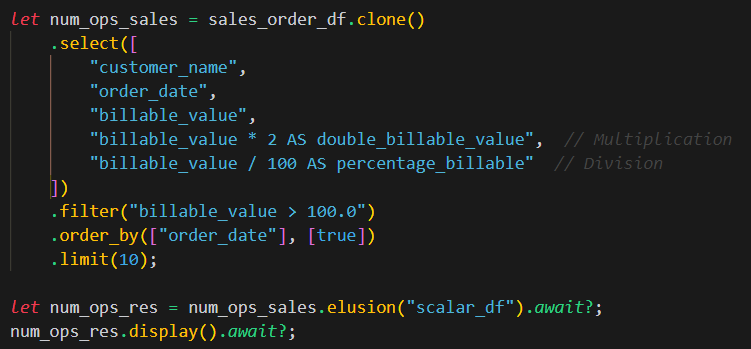 let num_ops_sales = sales_order_df.clone()
    .select([
        "customer_name",
        "order_date",
        "billable_value",
        "billable_value * 2 AS double_billable_value",  // Multiplication
        "billable_value / 100 AS percentage_billable"  // Division
    ])
    .filter("billable_value > 100.0")
    .order_by(["order_date"], [true])
    .limit(10);

let num_ops_res = num_ops_sales.elusion("scalar_df").await?;
num_ops_res.display().await?;